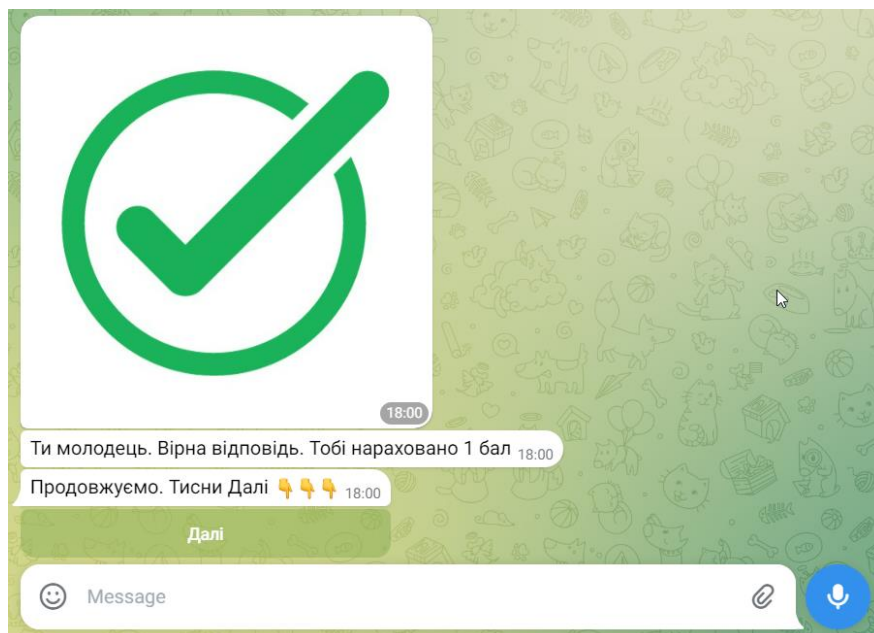 18:00
Ти молодець. Вірна відповідь. Тобі нараховано 1 бал 18:00
Продовжуємо. Тисни Далі 👇👇👇 18:00
Далі
Message